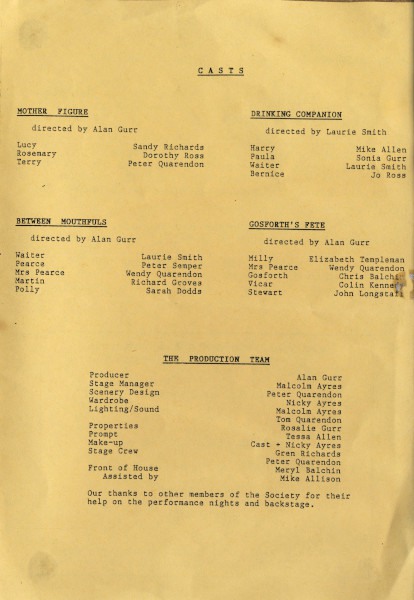 CASTS
MOTHER FIGURE
directed by Alan Gurr
Lucy Sandy Richards
Rosemary Dorothy Ross
Terry Peter Quarendon
DRINKING COMPANION
directed by Laurie Smith
Harry Mike Allen
Paula Sonia Gurr
Waiter Laurie Smith
Bernice Jo Ross
BETWEEN MOUTHFULS
directed by Alan Gurr
Waiter Laurie Smith
Pearce Peter Semper
Mrs Pearce Wendy Quarendon
Martin Richard Groves
Polly Sarah Dodds
GOSFORTH'S FETE
directed by Alan Gurr
Milly Elizabeth Templeman
Mrs Pearce Wendy Quarendon
Gosforth Chris Balchin
Vicar Colin
Stewart John Longstaff
THE PRODUCTION TEAM
Producer Alan Gurr
Stage Manager Malcolm Ayres
Scenery Design Peter Quarendon
Wardrobe Nicky Ayres
Lighting/Sound Malcolm Ayres
Tom Quarendon
Properties Rosalie Gurr
Prompt Tessa Allen
Make-up Cast + Nicky Ayres
Stage Crew Gren Richards
Peter Quarendon
Front of House Meryl Balchin
Assisted by Mike Allison
Our thanks to other members of the Society for their
help on the performance nights and backstage.